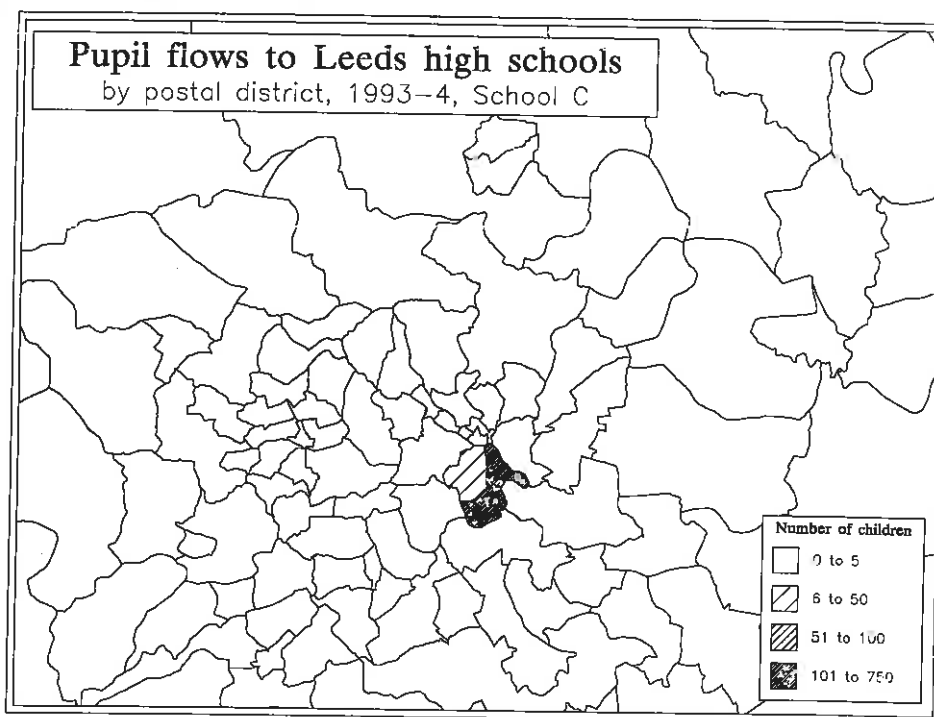 Pupil flows to Leeds high schools
by postal district, 1993-4, School C
Number of children
0 to 5
6 to 50
51 to 100
101 to 750